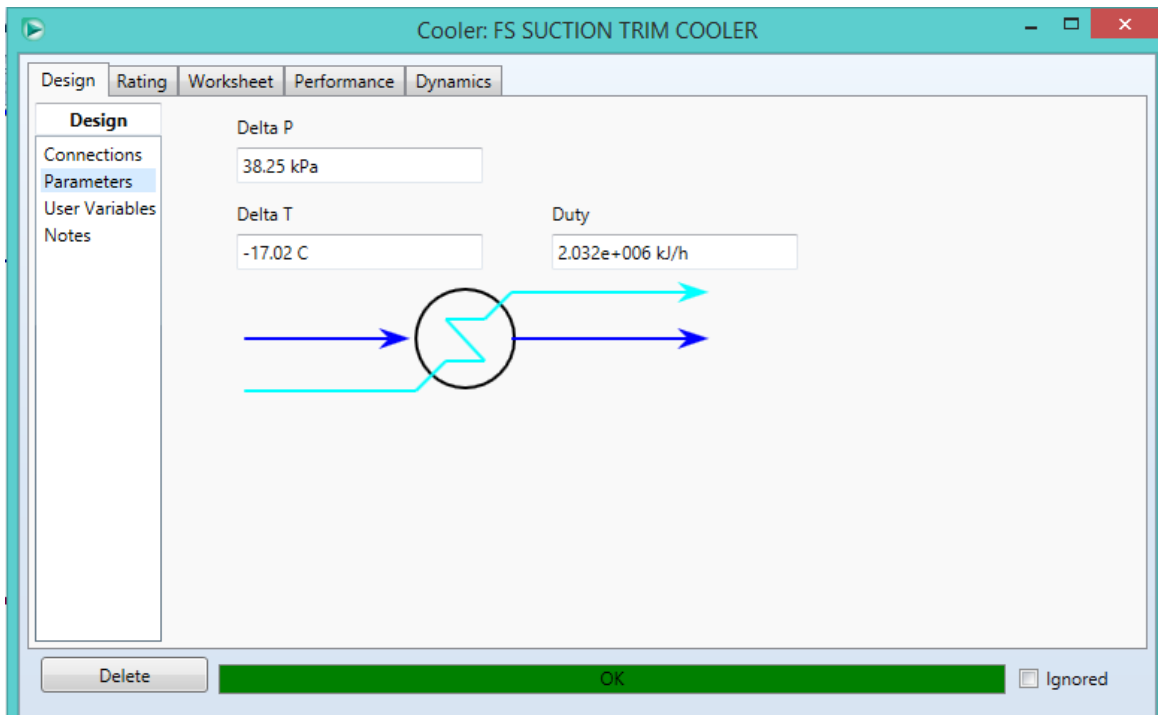 Cooler: FS SUCTION TRIM COOLER
Design Rating Worksheet Performance Dynamics
Design
Connections
Parameters
User Variables
Notes
Delta P
38.25 kPa
Delta T Duty
-17.02 C 2.032e+006 kJ/h
Delete OK Ignored